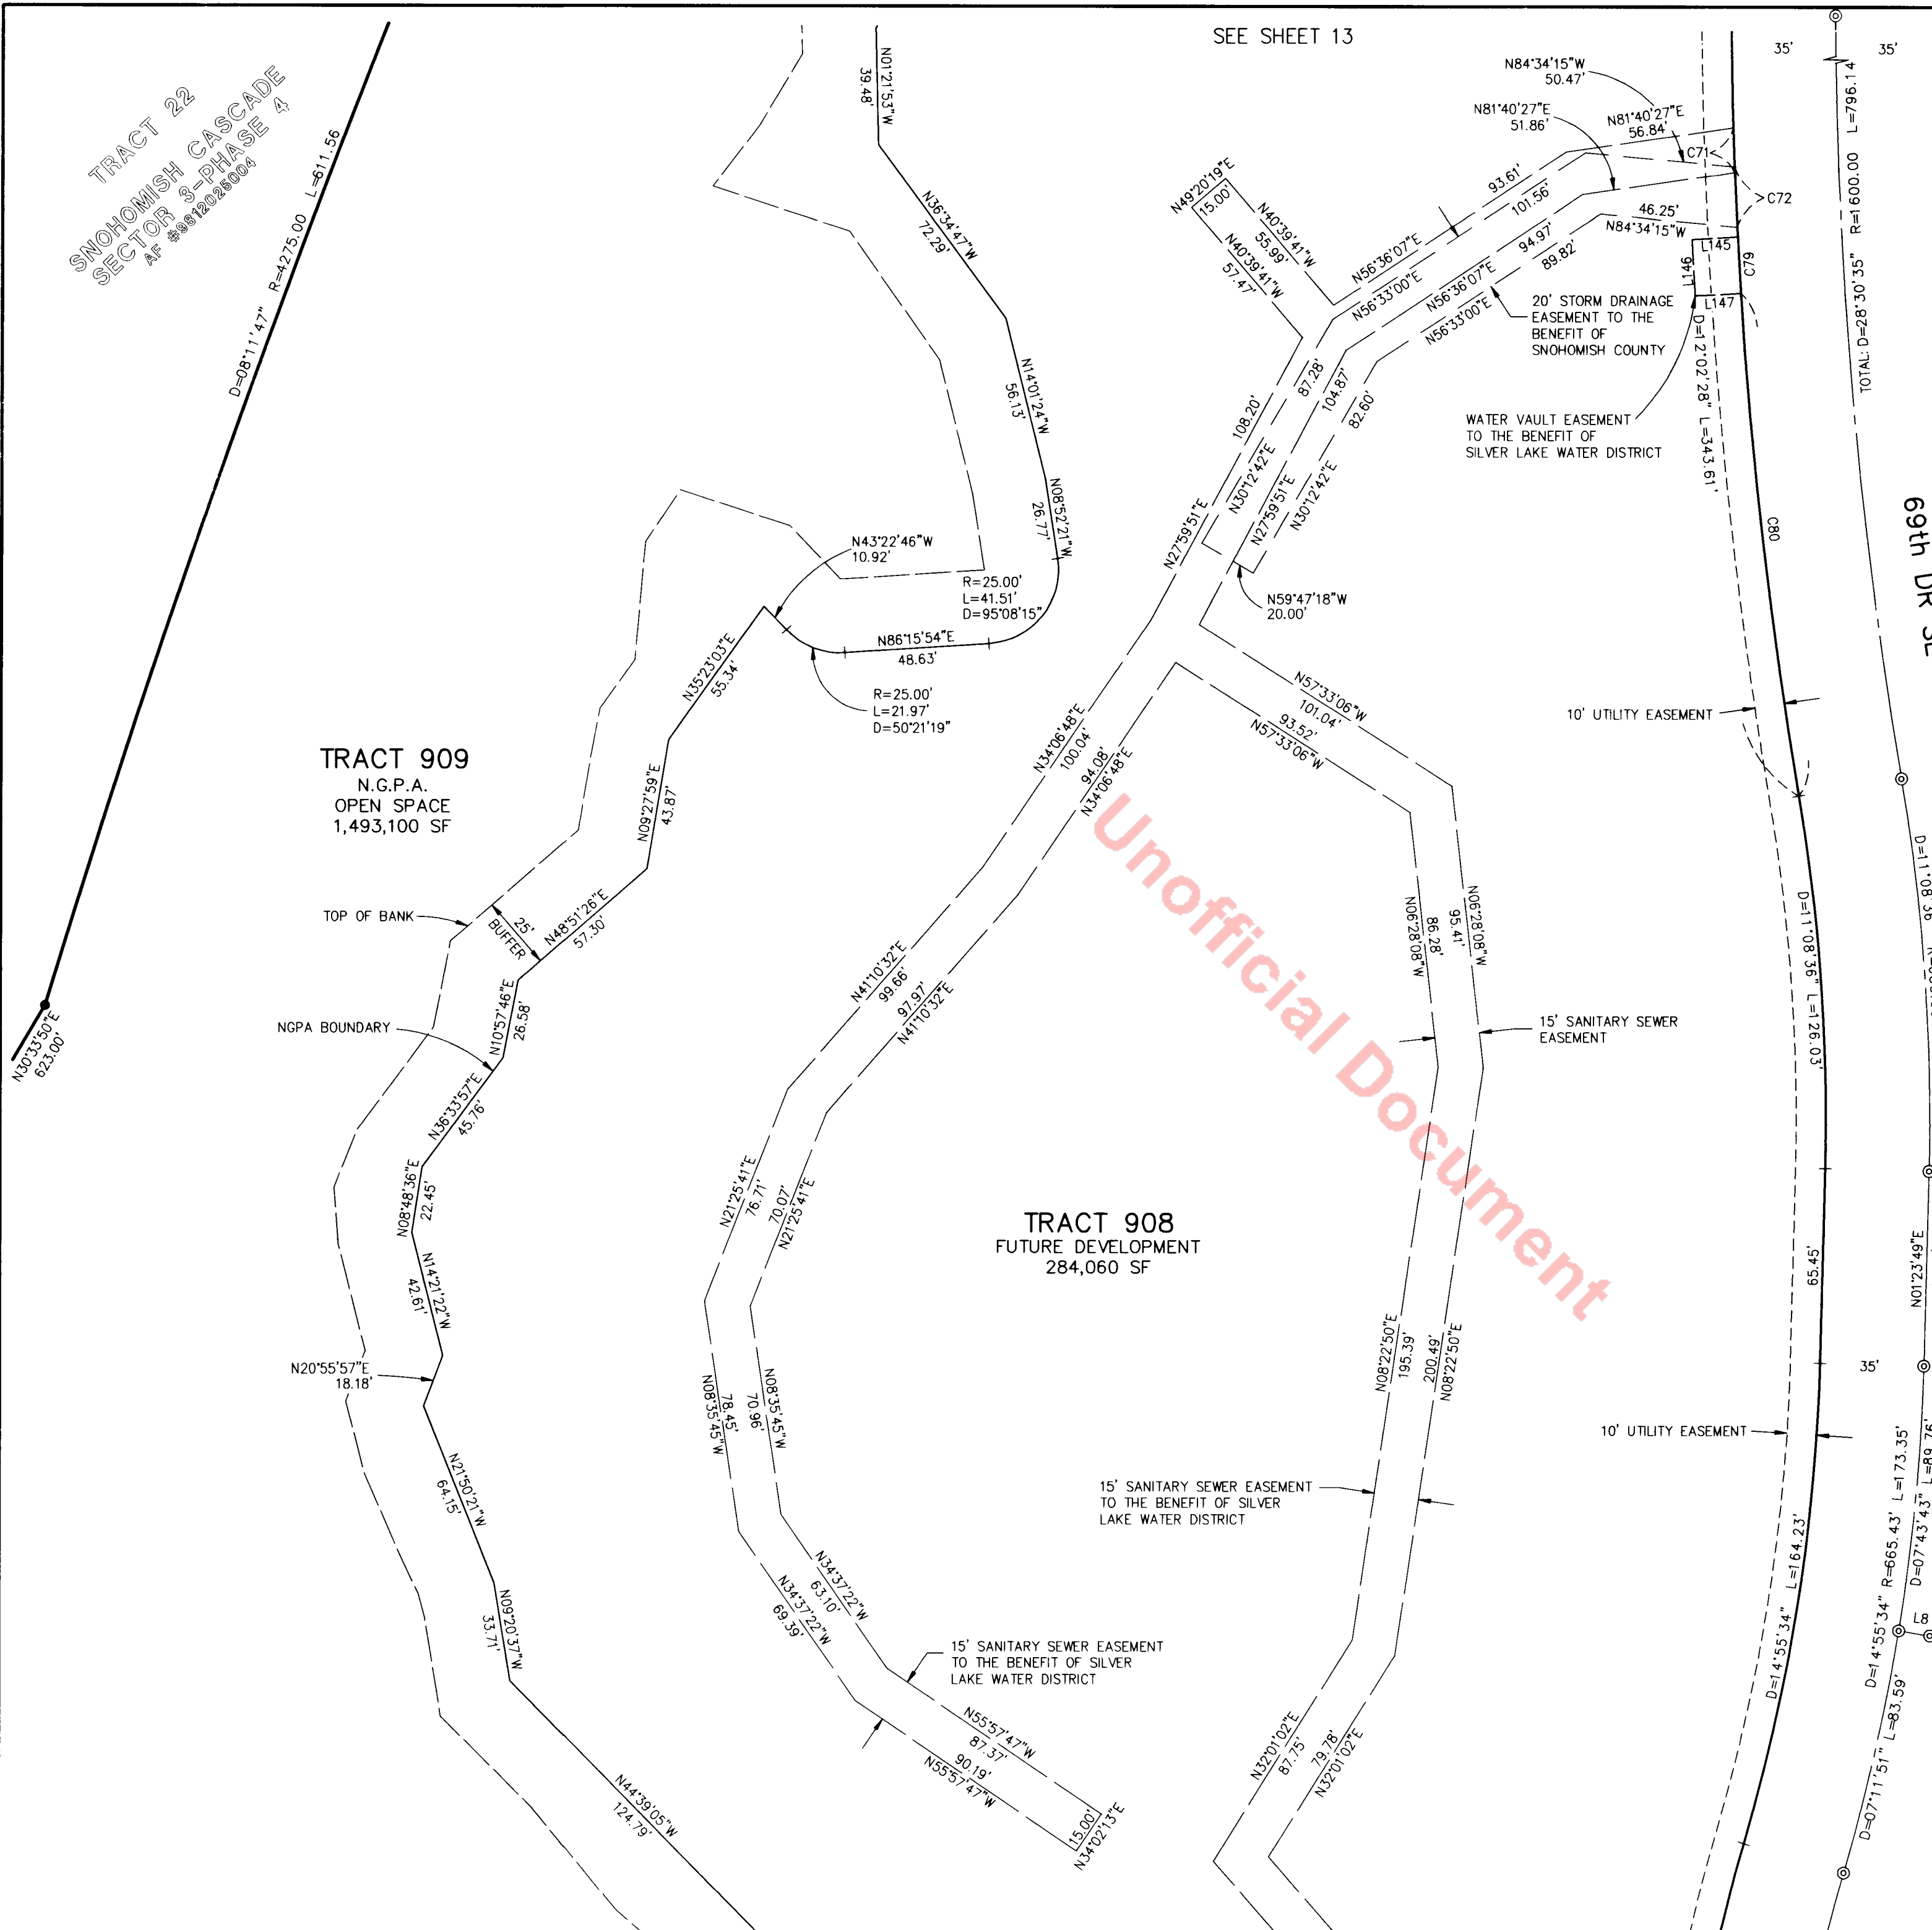 SEE SHEET 13
TRACT 22
SNOHOMISH CASCADE
SECTOR 3-PHASE 4
AF #9812025004
D=08°11'47" R=4275.00 L=611.56
N30°33'50"E
623.00'
N01°21'53"W
39.48'
N36°34'47"W
72.29'
N14°01'24"W
56.13'
N08°52'21"W
26.77'
R=25.00'
L=41.51'
D=95°08'15"
N43°22'46"W
10.92'
N86°15'54"E
48.63'
R=25.00'
L=21.97'
D=50°21'19"
N35°23'03"E
55.34'
N09°27'59"E
43.87'
N48°51'26"E
57.30'
25'
BUFFER
TOP OF BANK
N10°57'46"E
26.58'
NGPA BOUNDARY
N36°33'57"E
45.76'
N08°48'36"E
22.45'
N14°21'22"W
42.61'
N20°55'57"E
18.18'
N21°50'21"W
64.15'
N09°20'37"W
33.71'
N44°39'05"W
124.79'
TRACT 909
N.G.P.A.
OPEN SPACE
1,493,100 SF
N84°34'15"W
50.47'
N81°40'27"E
51.86'
N81°40'27"E
56.84'
C71
C72
46.25'
N84°34'15"W
L145
L146
L147
C79
C80
N49°20'19"E
15.00'
N40°39'41"W
55.99'
N40°39'41"W
57.47'
93.61'
N56°36'07"E
101.56'
N56°33'00"E
94.97'
N56°36'07"E
89.82'
N56°33'00"E
20' STORM DRAINAGE
EASEMENT TO THE
BENEFIT OF
SNOHOMISH COUNTY
WATER VAULT EASEMENT
TO THE BENEFIT OF
SILVER LAKE WATER DISTRICT
108.20'
N27°59'51"E
87.28'
N30°12'42"E
104.87'
N27°59'51"E
82.60'
N30°12'42"E
N59°47'18"W
20.00'
N57°33'06"W
101.04'
93.52'
N57°33'06"W
N34°06'48"E
100.04'
94.08'
N34°06'48"E
N41°10'32"E
99.66'
97.97'
N41°10'32"E
N21°25'41"E
76.71'
70.07'
N21°25'41"E
N08°35'45"W
70.96'
78.45'
N08°35'45"W
N34°37'22"W
63.10'
N34°37'22"W
69.39'
15' SANITARY SEWER EASEMENT
TO THE BENEFIT OF SILVER
LAKE WATER DISTRICT
N55°57'47"W
87.37'
90.19'
N55°57'47"W
15.00'
N34°02'13"E
TRACT 908
FUTURE DEVELOPMENT
284,060 SF
N06°28'08"W
86.28'
N06°28'08"W
95.41'
15' SANITARY SEWER
EASEMENT
N08°22'50"E
195.39'
200.49'
N08°22'50"E
15' SANITARY SEWER EASEMENT
TO THE BENEFIT OF SILVER
LAKE WATER DISTRICT
N32°01'02"E
87.75'
79.78'
N32°01'02"E
35'
35'
TOTAL: D=28°30'35" R=1600.00 L=796.14
D=12°02'28" L=343.61'
69th DR SE
10' UTILITY EASEMENT
D=11°08'36" L=126.03'
D=11°08'36"
65.45'
N01°23'49"E
35'
10' UTILITY EASEMENT
D=14°55'34" L=164.23'
D=14°55'34" R=665.43' L=173.35'
D=07°43'43" L=89.76'
L8
D=07°11'51" L=83.59'
Unofficial Document